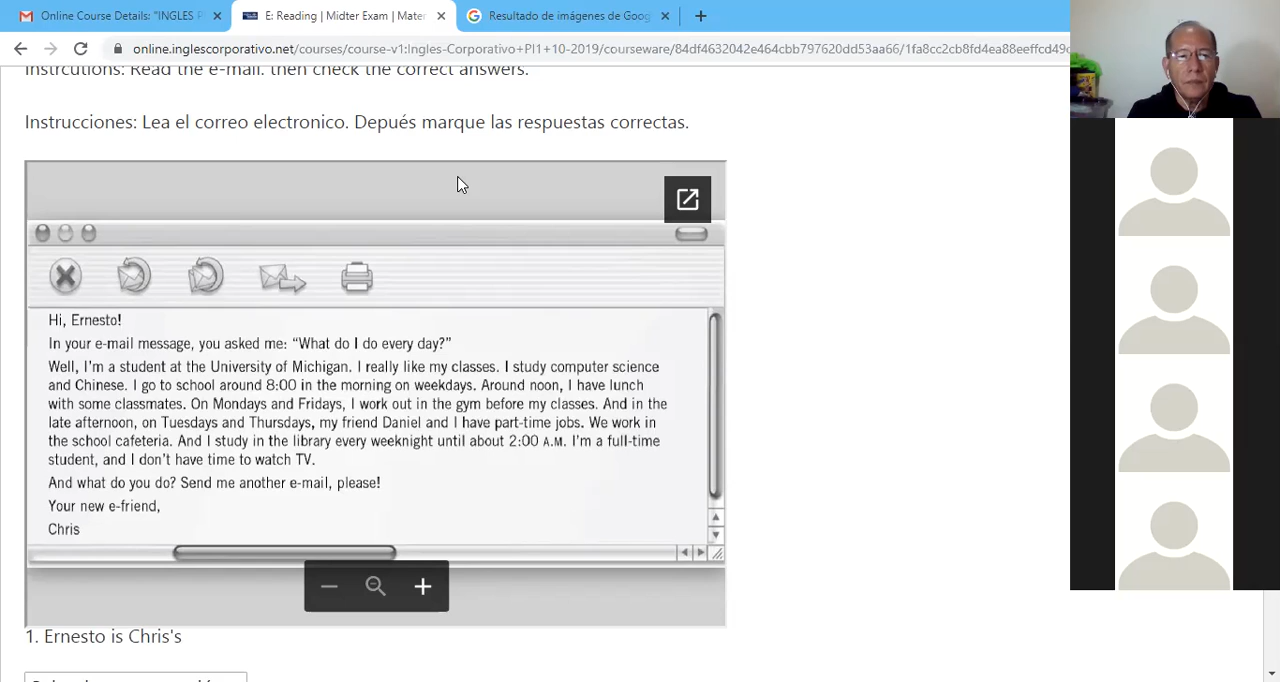 Online Course Details: "INGLES P
E: Reading | Midter Exam | Mater
Resultado de imágenes de Goog
online.inglescorporativo.net/courses/course-v1:Ingles-Corporativo+PI1+10-2019/courseware/84df4632042e464cbb797620dd53aa66/1fa8cc2cb8fd4ea88eeffcd49c
Instrcutions: Read the e-mail. then check the correct answers.
Instrucciones: Lea el correo electronico. Depués marque las respuestas correctas.
Hi, Ernesto!
In your e-mail message, you asked me: “What do I do every day?”
Well, I’m a student at the University of Michigan. I really like my classes. I study computer science
and Chinese. I go to school around 8:00 in the morning on weekdays. Around noon, I have lunch
with some classmates. On Mondays and Fridays, I work out in the gym before my classes. And in the
late afternoon, on Tuesdays and Thursdays, my friend Daniel and I have part-time jobs. We work in
the school cafeteria. And I study in the library every weeknight until about 2:00 A.M. I’m a full-time
student, and I don’t have time to watch TV.
And what do you do? Send me another e-mail, please!
Your new e-friend,
Chris
1. Ernesto is Chris's